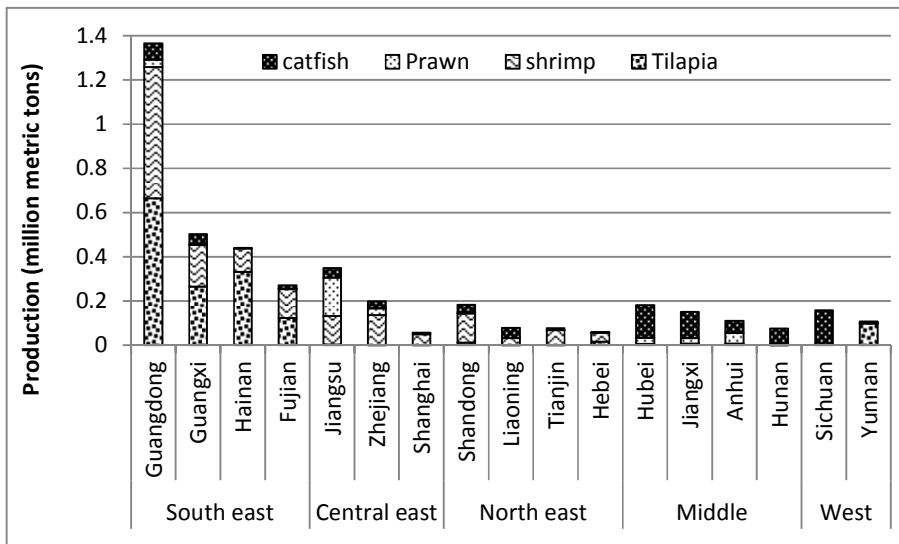 Production (million metric tons)
1.4
1.2
1
0.8
0.6
0.4
0.2
0
catfish Prawn shrimp Tilapia
Guangdong
Guangxi
Hainan
Fujian
Jiangsu
Zhejiang
Shanghai
Shandong
Liaoning
Tianjin
Hebei
Hubei
Jiangxi
Anhui
Hunan
Sichuan
Yunnan
South east Central east North east Middle West